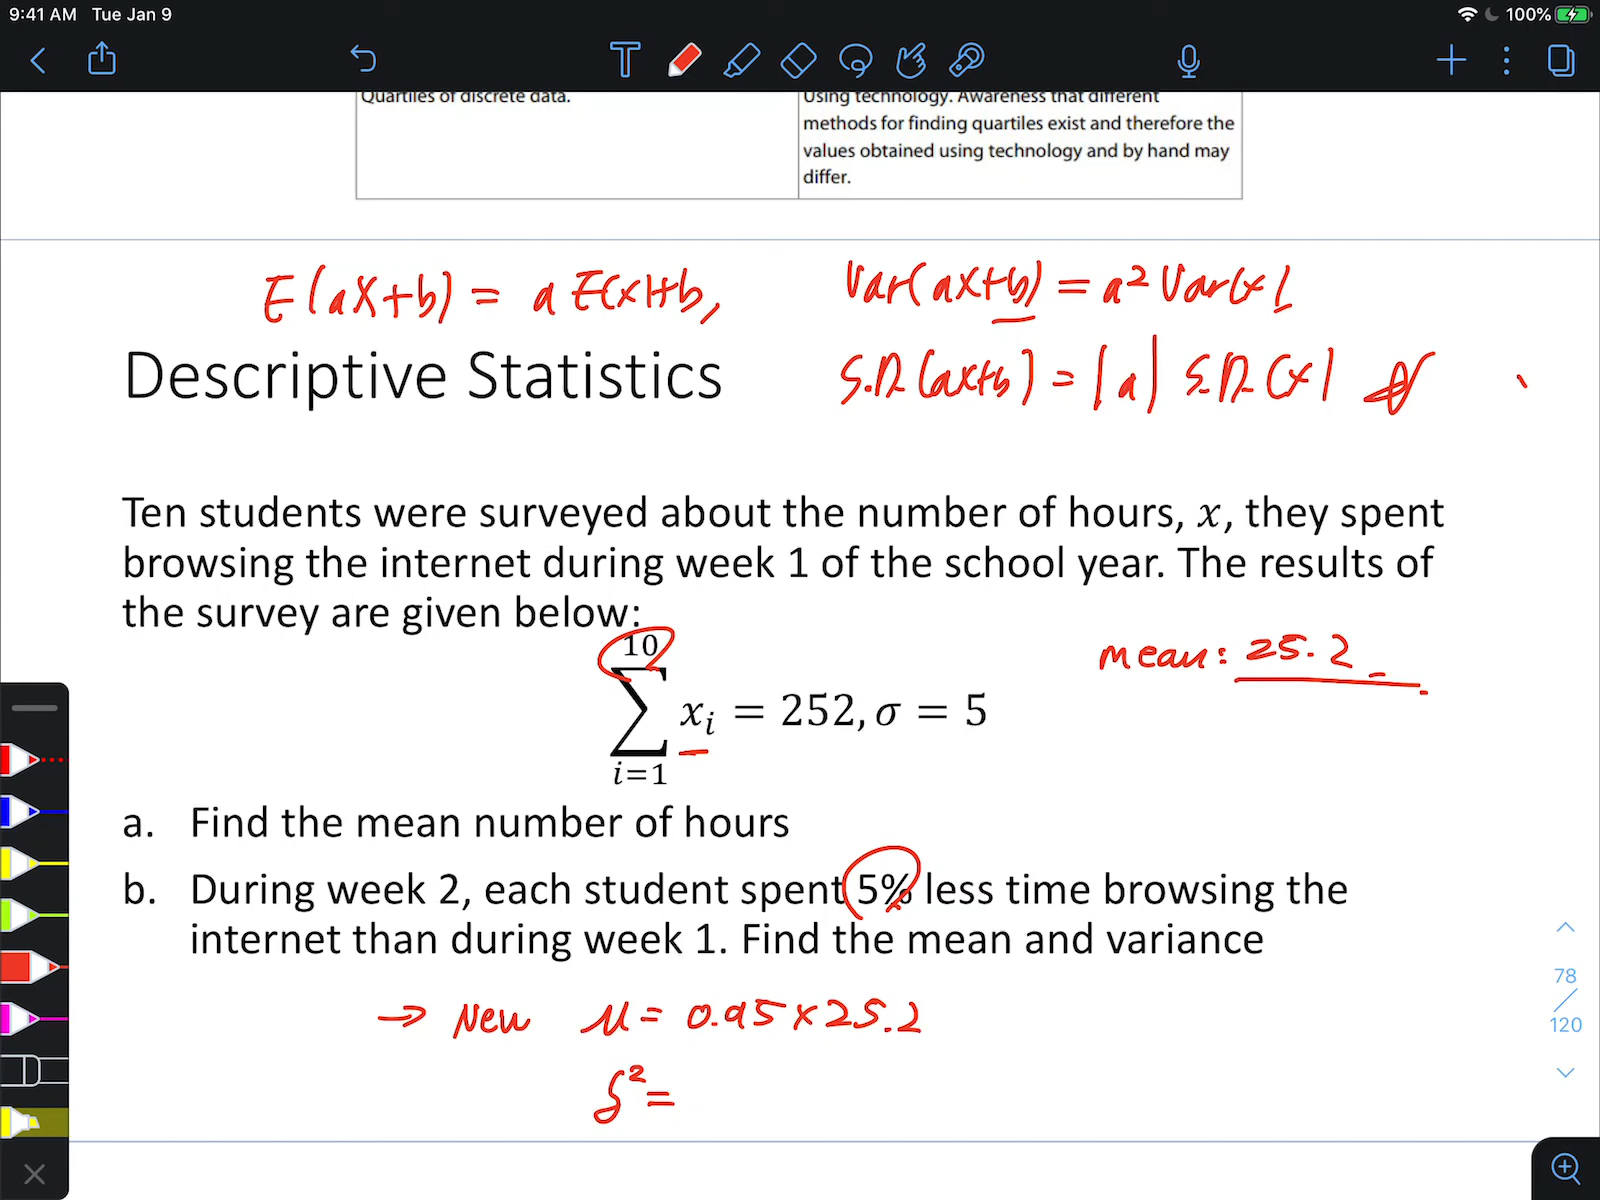 9:41 AM Tue Jan 9
100%
Quartiles of discrete data.
Using technology. Awareness that different
methods for finding quartiles exist and therefore the
values obtained using technology and by hand may
differ.
E(aX+b) = a E(x)+b,
Var(ax+b) = a² Var(x)
Descriptive Statistics
S.D. (ax+b) = |a| S.D. (x)
Ten students were surveyed about the number of hours, x, they spent
browsing the internet during week 1 of the school year. The results of
the survey are given below:
mean: 25.2
10
∑ xᵢ = 252, σ = 5
i=1
a. Find the mean number of hours
b. During week 2, each student spent 5% less time browsing the
internet than during week 1. Find the mean and variance
→ New μ = 0.95 × 25.2
δ² =
78
120